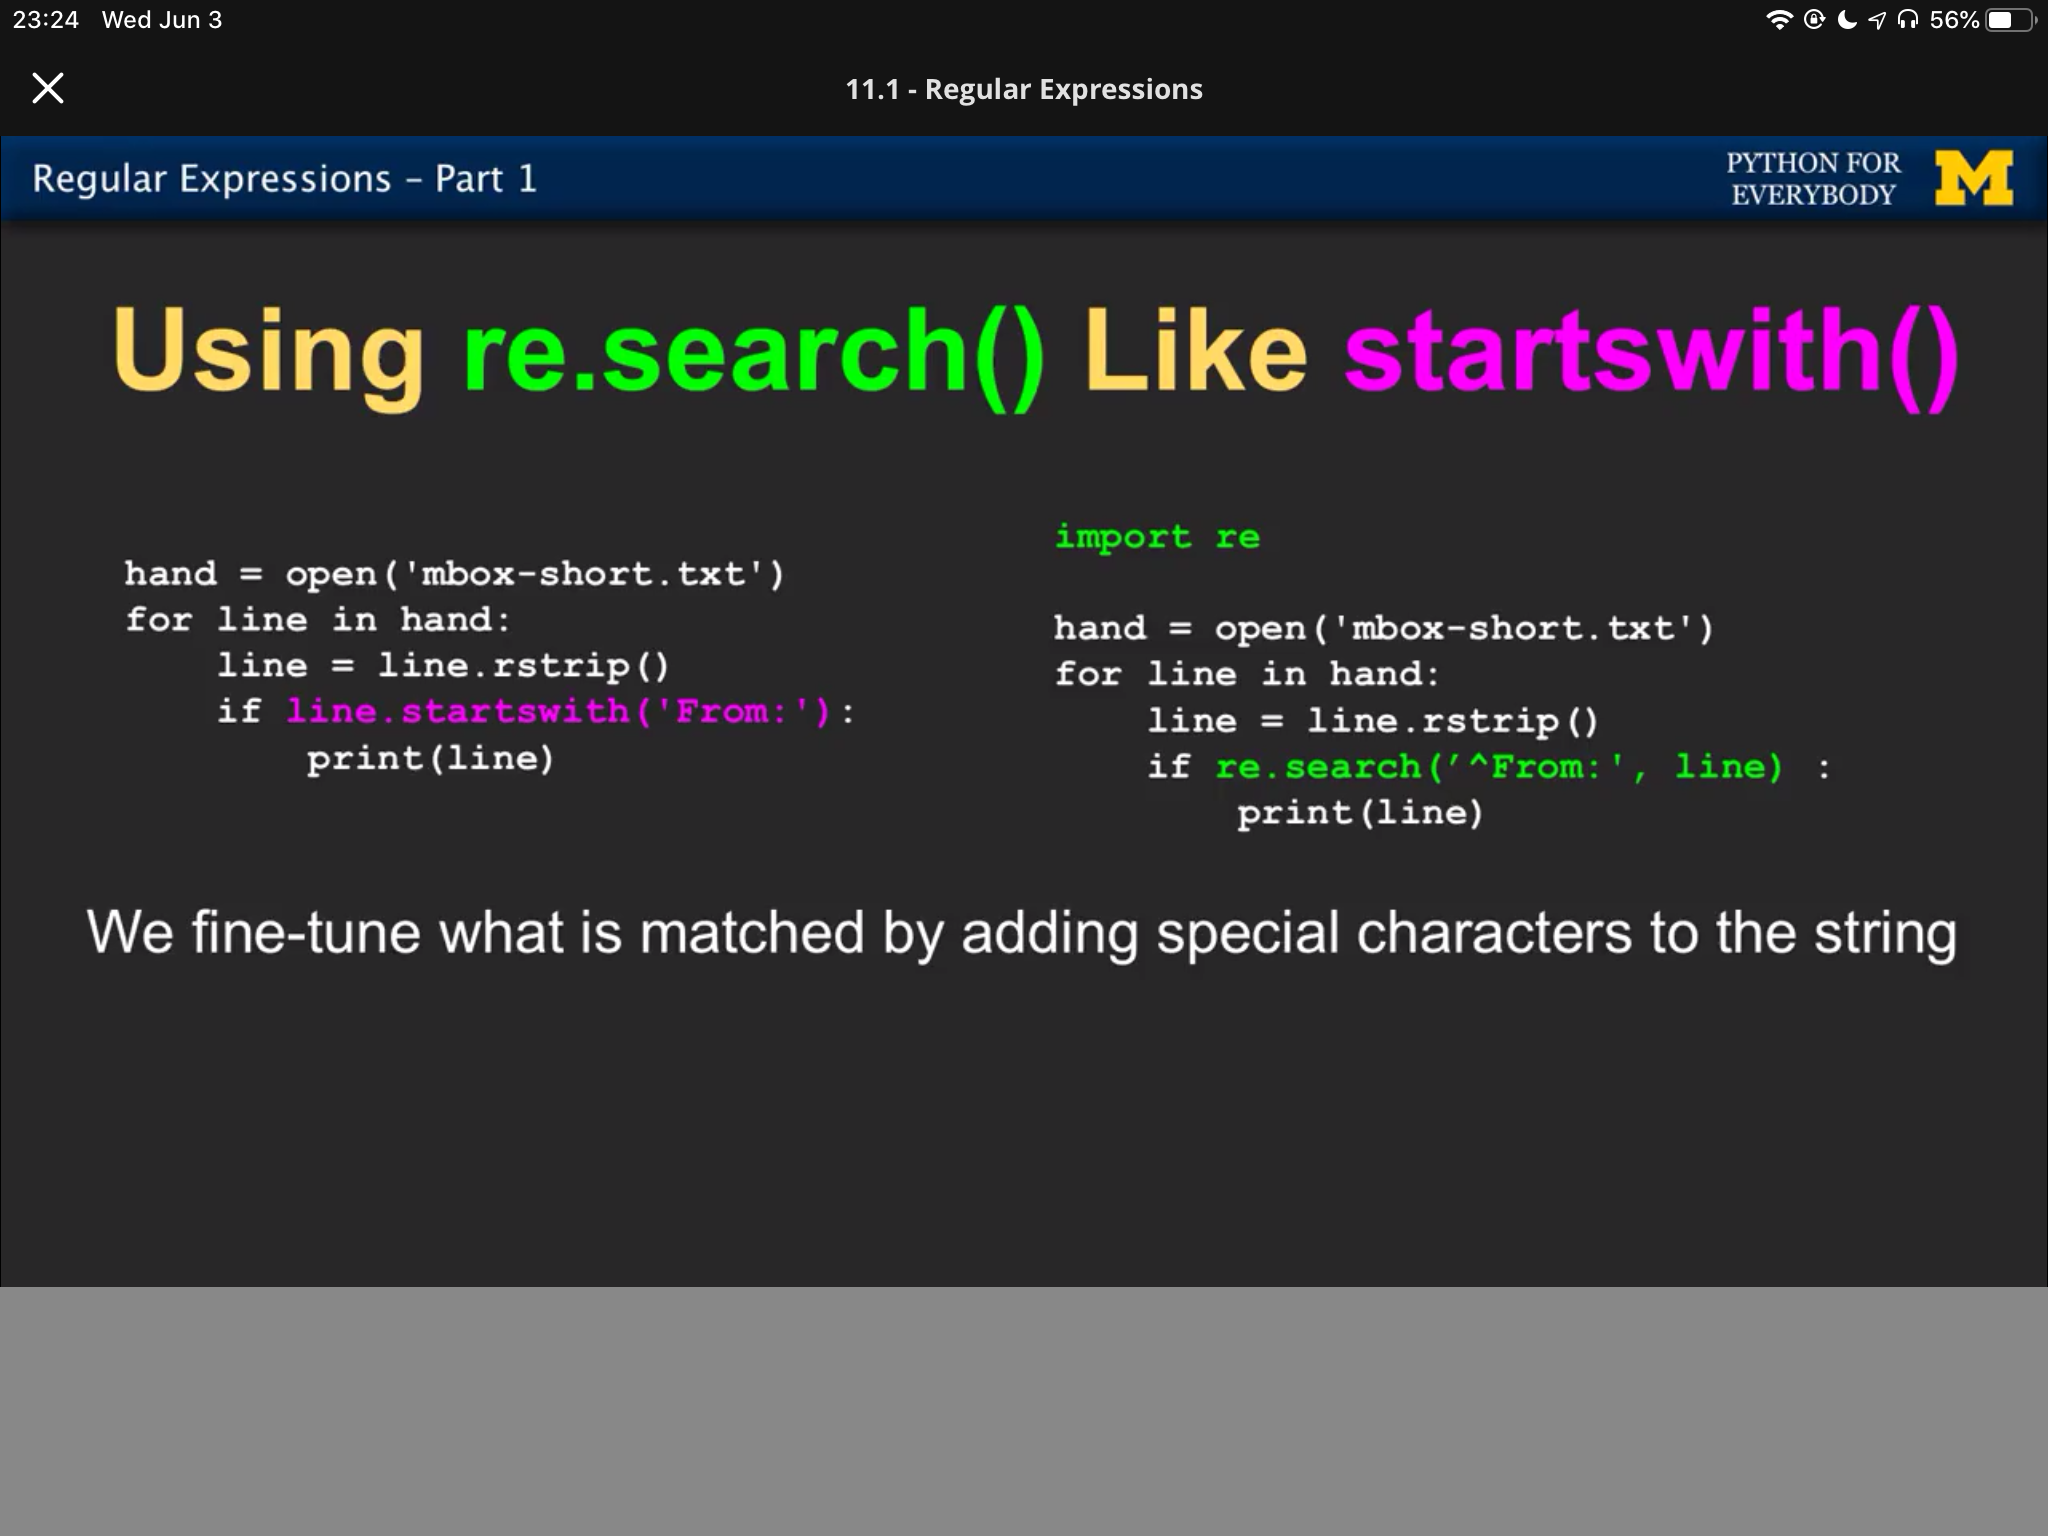 23:24 Wed Jun 3 56%
11.1 - Regular Expressions
Regular Expressions – Part 1
PYTHON FOR
EVERYBODY
M
Using re.search() Like startswith()
hand = open('mbox-short.txt')
for line in hand:
    line = line.rstrip()
    if line.startswith('From:'):
        print(line)
import re
hand = open('mbox-short.txt')
for line in hand:
    line = line.rstrip()
    if re.search(’^From:', line) :
        print(line)
We fine-tune what is matched by adding special characters to the string